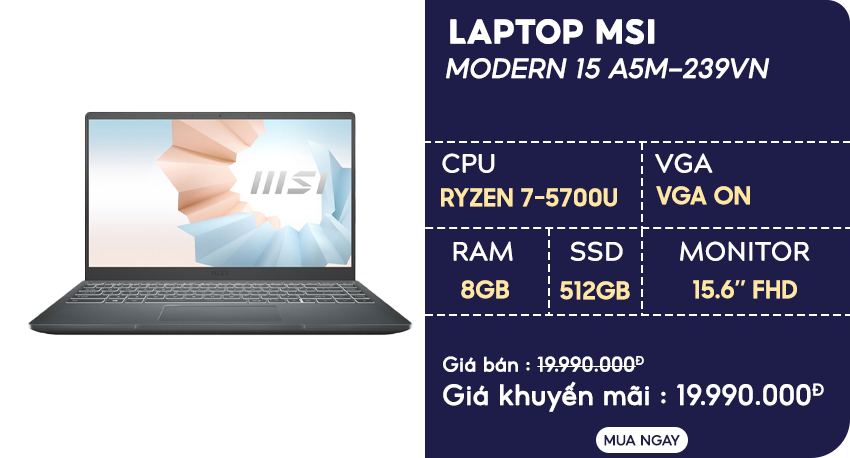 LAPTOP MSI
MODERN 15 A5M-239VN
msi
CPU
RYZEN 7-5700U
VGA
VGA ON
RAM
8GB
SSD
512GB
MONITOR
15.6" FHD
Giá bán : 19.990.000Đ
Giá khuyến mãi : 19.990.000Đ
MUA NGAY